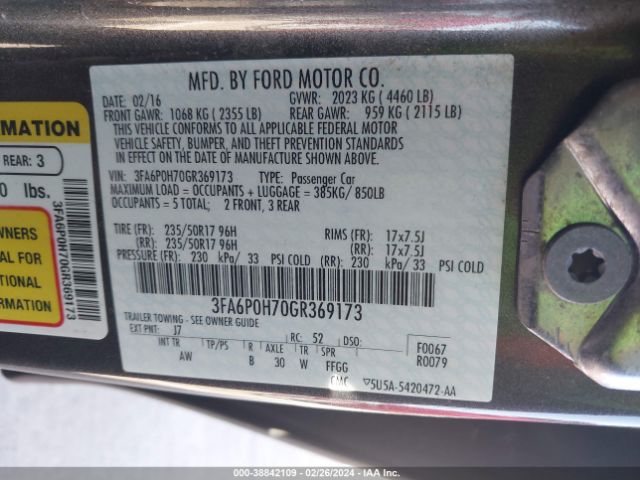 MFD. BY FORD MOTOR CO.
DATE: 02/16 GVWR: 2023 KG ( 4460 LB)
FRONT GAWR: 1068 KG ( 2355 LB) REAR GAWR: 959 KG ( 2115 LB)
THIS VEHICLE CONFORMS TO ALL APPLICABLE FEDERAL MOTOR
VEHICLE SAFETY, BUMPER, AND THEFT PREVENTION STANDARDS
IN EFFECT ON THE DATE OF MANUFACTURE SHOWN ABOVE.
VIN: 3FA6P0H70GR369173 TYPE: Passenger Car
MAXIMUM LOAD = OCCUPANTS + LUGGAGE = 385KG/ 850LB
OCCUPANTS = 5 TOTAL; 2 FRONT, 3 REAR
TIRE (FR): 235/50R17 96H RIMS (FR): 17x7.5J
(RR): 235/50R17 96H (RR): 17x7.5J
PRESSURE (FR): 230 kPa/ 33 PSI COLD (RR): 230 kPa/ 33 PSI COLD
3FA6P0H70GR369173
TRAILER TOWING - SEE OWNER GUIDE
EXT PNT: J7 RC: 52 DSO:
INT TR TP/PS R AXLE TR SPR
AW B 30 W FFGG
F0067
R0079
CMC ▽5U5A-5420472-AA
RMATION
REAR: 3
0 lbs.
3FA6P0H70GR369173
WNERS
AL FOR
TIONAL
ORMATION
© 100% - 38842109 - 02/26/2024 - IAA Inc.